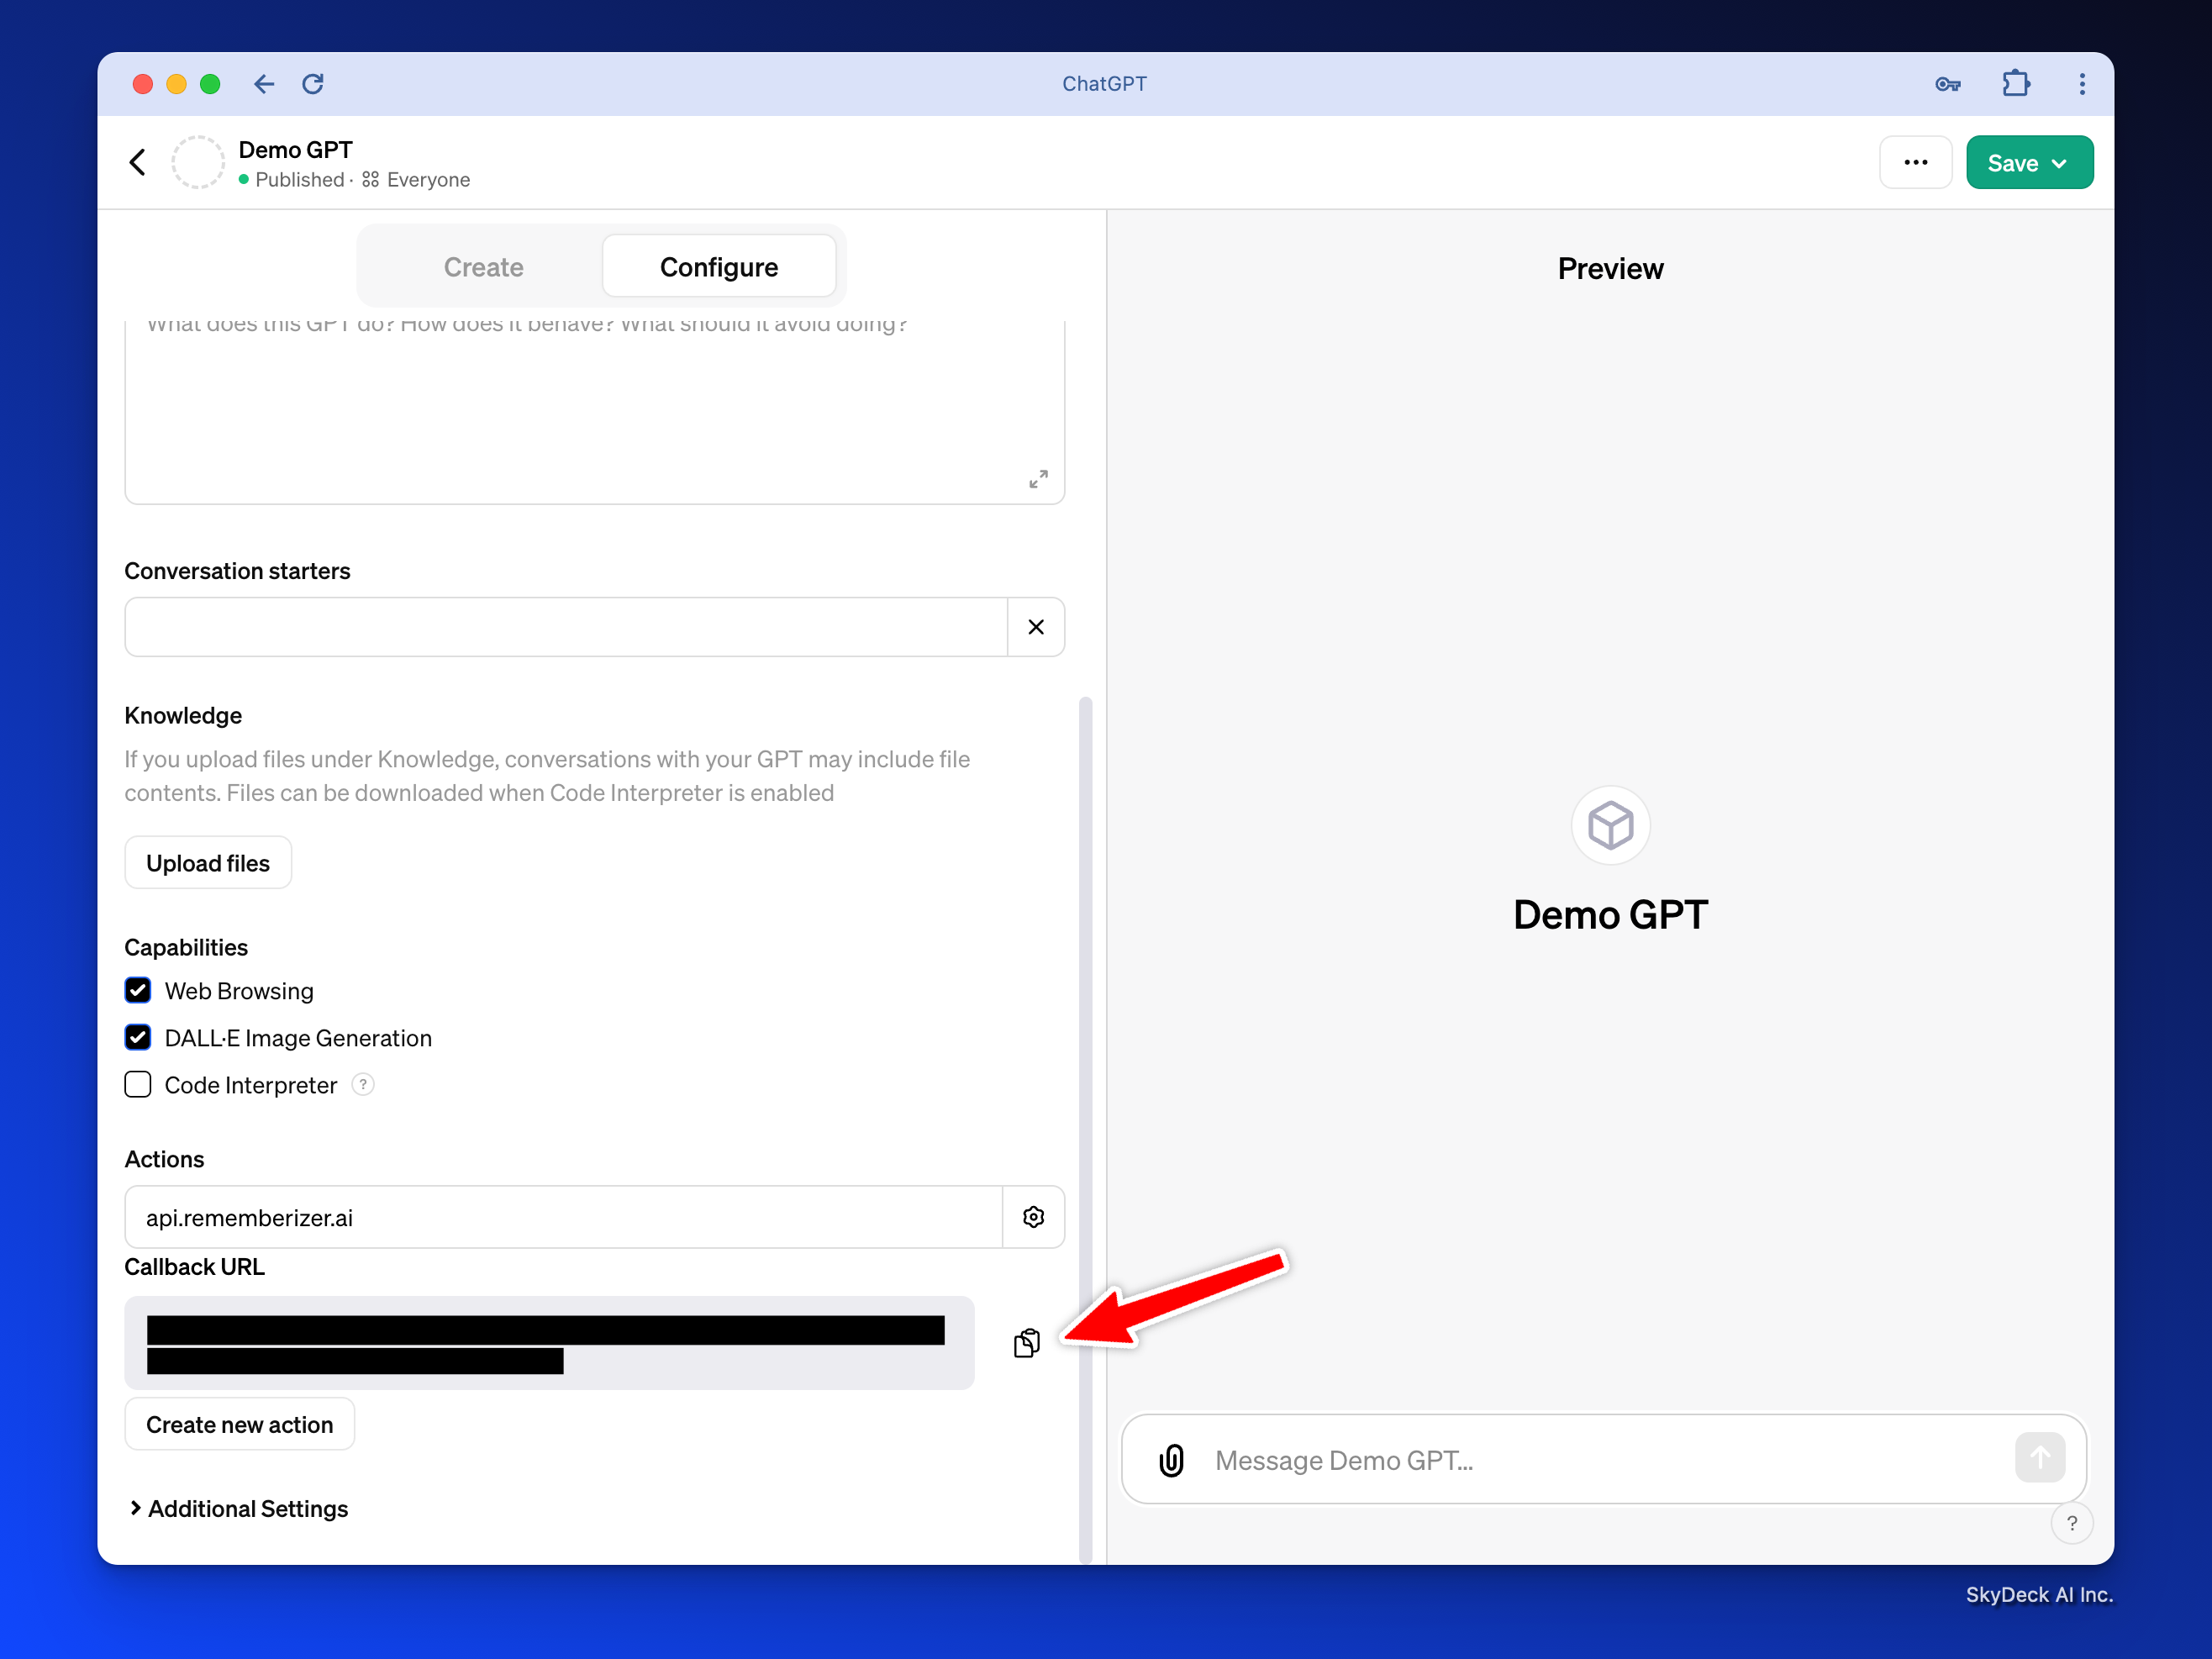 ChatGPT
Demo GPT
Published · Everyone
Save
Create
Configure
What does this GPT do? How does it behave? What should it avoid doing?
Conversation starters
Knowledge
If you upload files under Knowledge, conversations with your GPT may include file
contents. Files can be downloaded when Code Interpreter is enabled
Upload files
Capabilities
Web Browsing
DALL·E Image Generation
Code Interpreter ?
Actions
api.rememberizer.ai
Callback URL
Create new action
Additional Settings
Preview
Demo GPT
Message Demo GPT...
?
SkyDeck AI Inc.